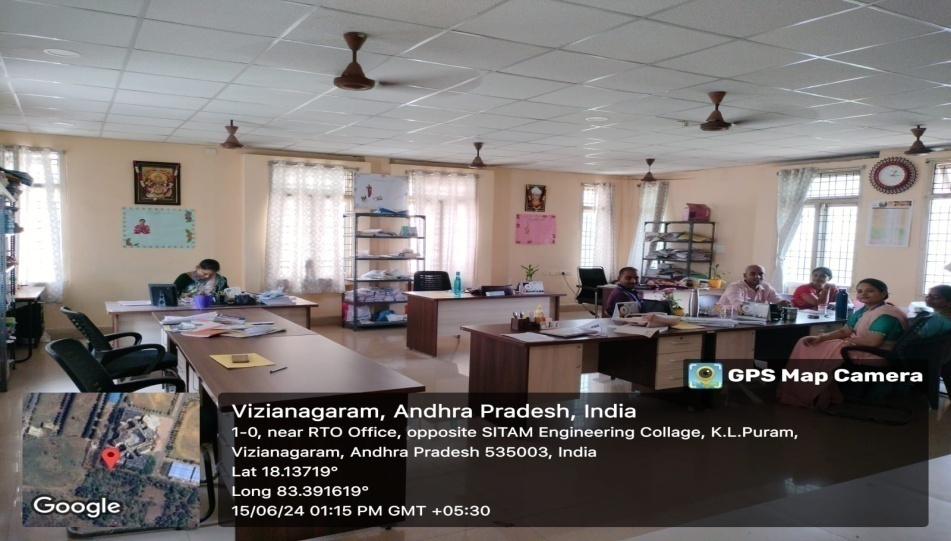 GPS Map Camera
Vizianagaram, Andhra Pradesh, India
1-0, near RTO Office, opposite SITAM Engineering Collage, K.L.Puram,
Vizianagaram, Andhra Pradesh 535003, India
Lat 18.13719°
Long 83.391619°
15/06/24 01:15 PM GMT +05:30
Google